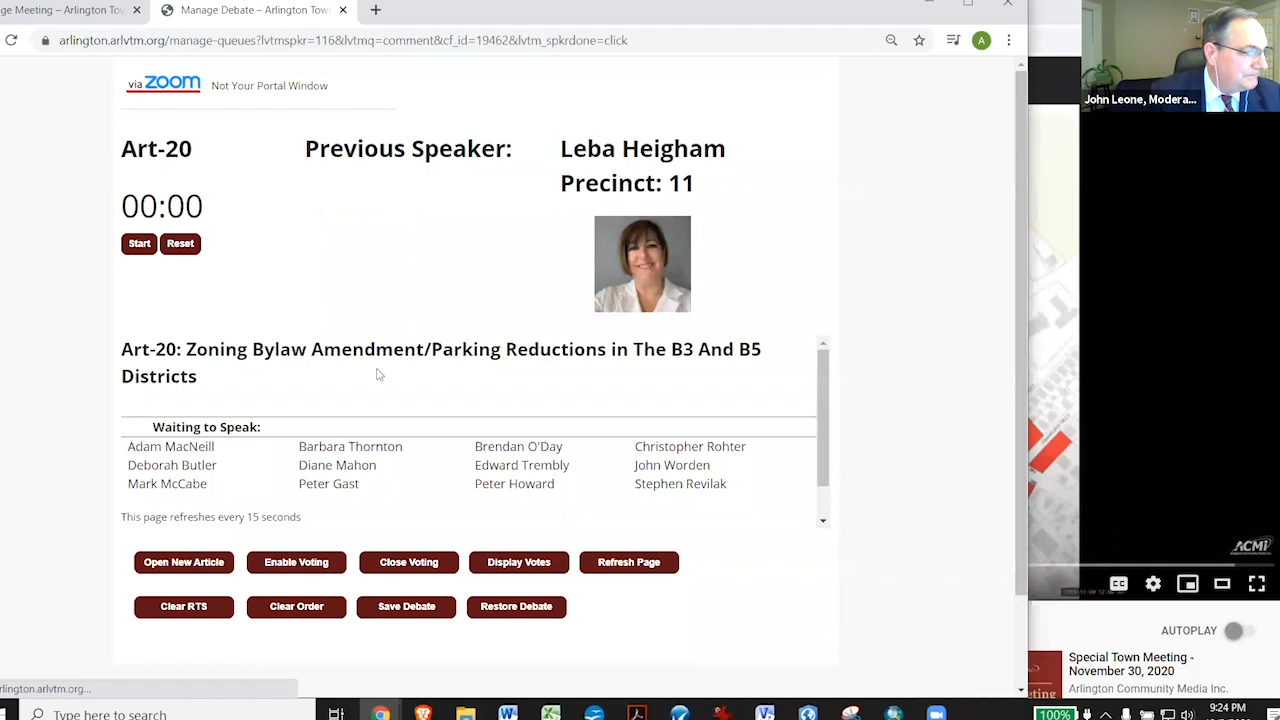 ge Meeting – Arlington To
Manage Debate – Arlington Tow
arlington.arlvtm.org/manage-queues?lvtmspkr=116&lvtmq=comment&cf_id=19462&lvtm_spkrdone=click
A
via zoom Not Your Portal Window
John Leone, Modera...
Art-20 Previous Speaker: Leba Heigham
Precinct: 11
00:00
Start Reset
Art-20: Zoning Bylaw Amendment/Parking Reductions in The B3 And B5
Districts
Waiting to Speak:
Adam MacNeill Barbara Thornton Brendan O'Day Christopher Rohter
Deborah Butler Diane Mahon Edward Trembly John Worden
Mark McCabe Peter Gast Peter Howard Stephen Revilak
This page refreshes every 15 seconds
Open New Article Enable Voting Close Voting Display Votes Refresh Page
Clear RTS Clear Order Save Debate Restore Debate
ACMi
CC
AUTOPLAY
Special Town Meeting -
November 30, 2020
Arlington Community Media Inc.
eting
rlington.arlvtm.org...
Type here to search
100%
9:24 PM